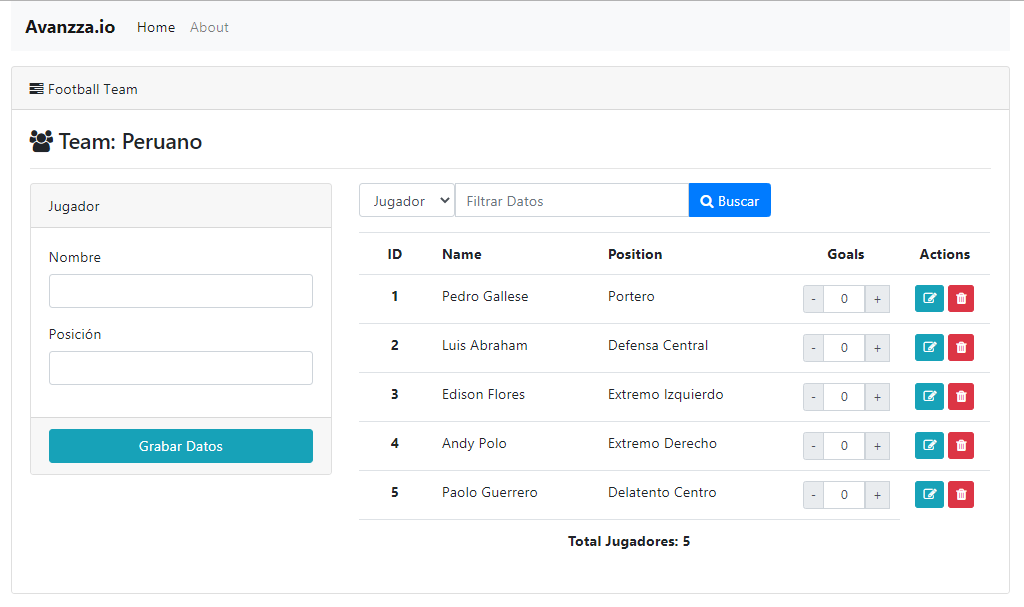 Avanzza.io Home About
Football Team
Team: Peruano
Jugador
Nombre
Posición
Grabar Datos
Jugador Filtrar Datos Buscar
ID Name Position Goals Actions
1 Pedro Gallese Portero - 0 +
2 Luis Abraham Defensa Central - 0 +
3 Edison Flores Extremo Izquierdo - 0 +
4 Andy Polo Extremo Derecho - 0 +
5 Paolo Guerrero Delatento Centro - 0 +
Total Jugadores: 5